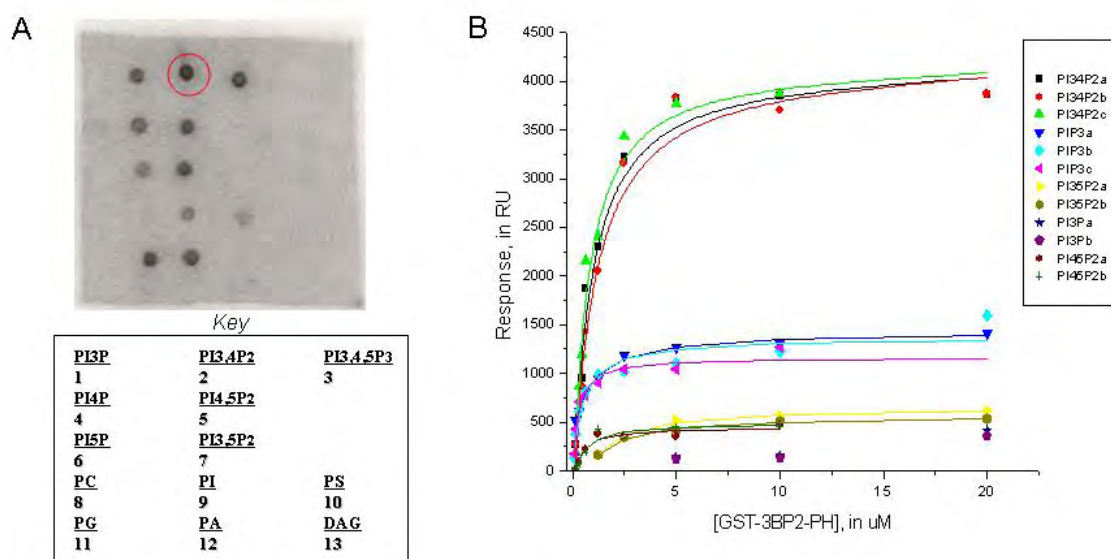 A
Key
PI3P PI3,4P2 PI3,4,5P3
1 2 3
PI4P PI4,5P2
4 5
PI5P PI3,5P2
6 7
PC PI PS
8 9 10
PG PA DAG
11 12 13
B
Response, in RU
4500
4000
3500
3000
2500
2000
1500
1000
500
0
0 5 10 15 20
[GST-3BP2-PH], in uM
PI34P2a
PI34P2b
PI34P2c
PIP3a
PIP3b
PIP3c
PI35P2a
PI35P2b
PI3Pa
PI3Pb
PI45P2a
PI45P2b